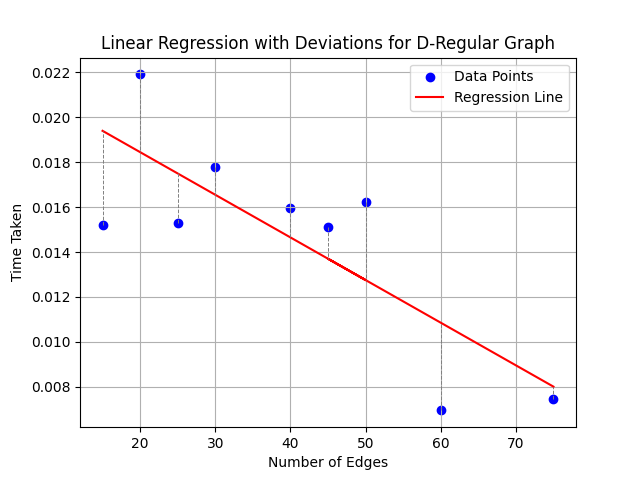 Linear Regression with Deviations for D-Regular Graph
Data Points
Regression Line
0.022
0.020
0.018
0.016
0.014
0.012
0.010
0.008
Time Taken
20 30 40 50 60 70
Number of Edges